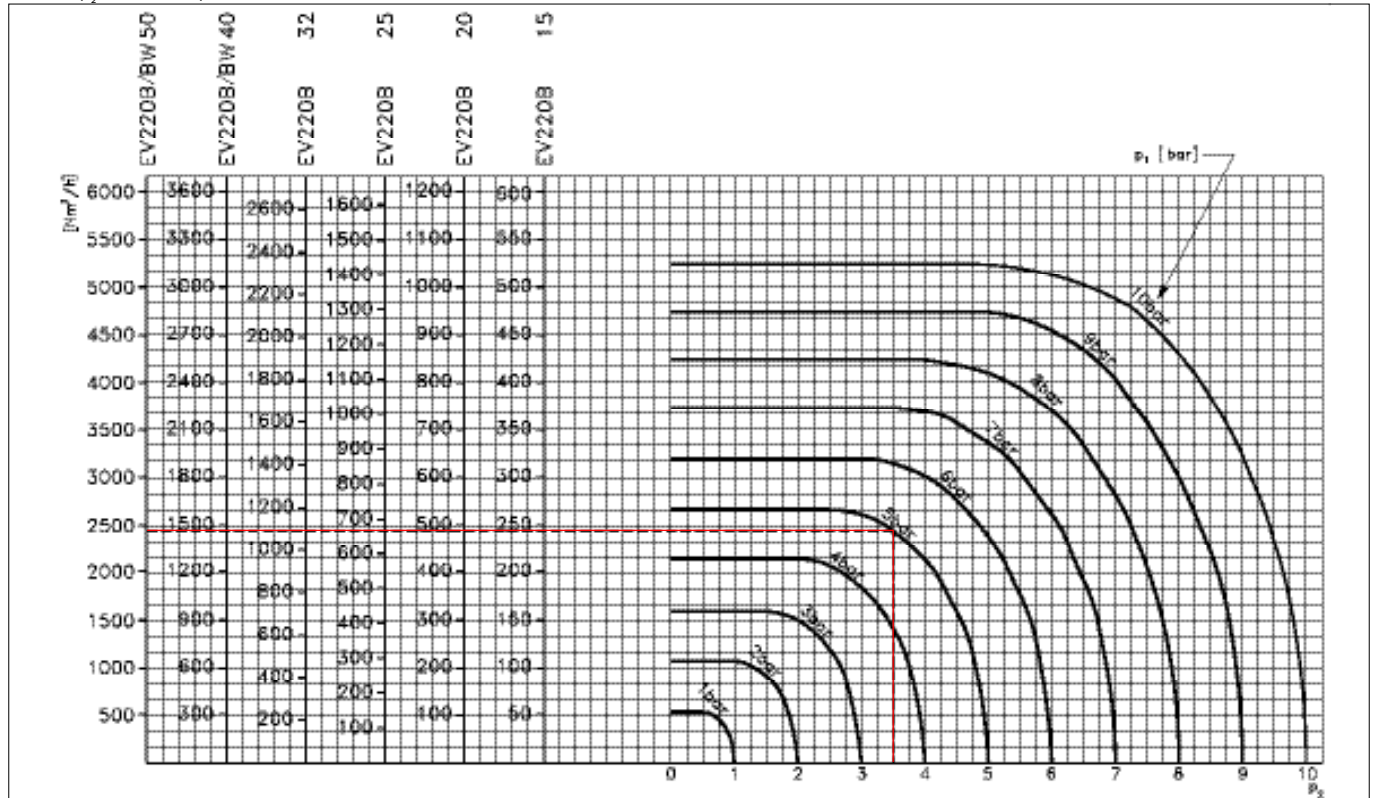 EV220B/BW 50
EV220B/BW 40
EV220B 32
EV220B 25
EV220B 20
EV220B 15
p₁ [bar]
[Nm³/h]
6000 3600 2600 1600 1200 600
5500 3300 2400 1500 1100 550
5000 3000 2200 1400 1000 500
4500 2700 2000 1300 900 450
4000 2400 1800 1200 800 400
3500 2100 1600 1100 700 350
3000 1800 1400 1000 600 300
2500 1500 1200 900 500 250
2000 1200 1000 800 400 200
1500 900 800 700 300 150
1000 600 600 600 200 100
500 300 400 500 100 50
200 400
300
200
100
10bar
9bar
8bar
7bar
6bar
5bar
4bar
3bar
2bar
1bar
0 1 2 3 4 5 6 7 8 9 10
p₂